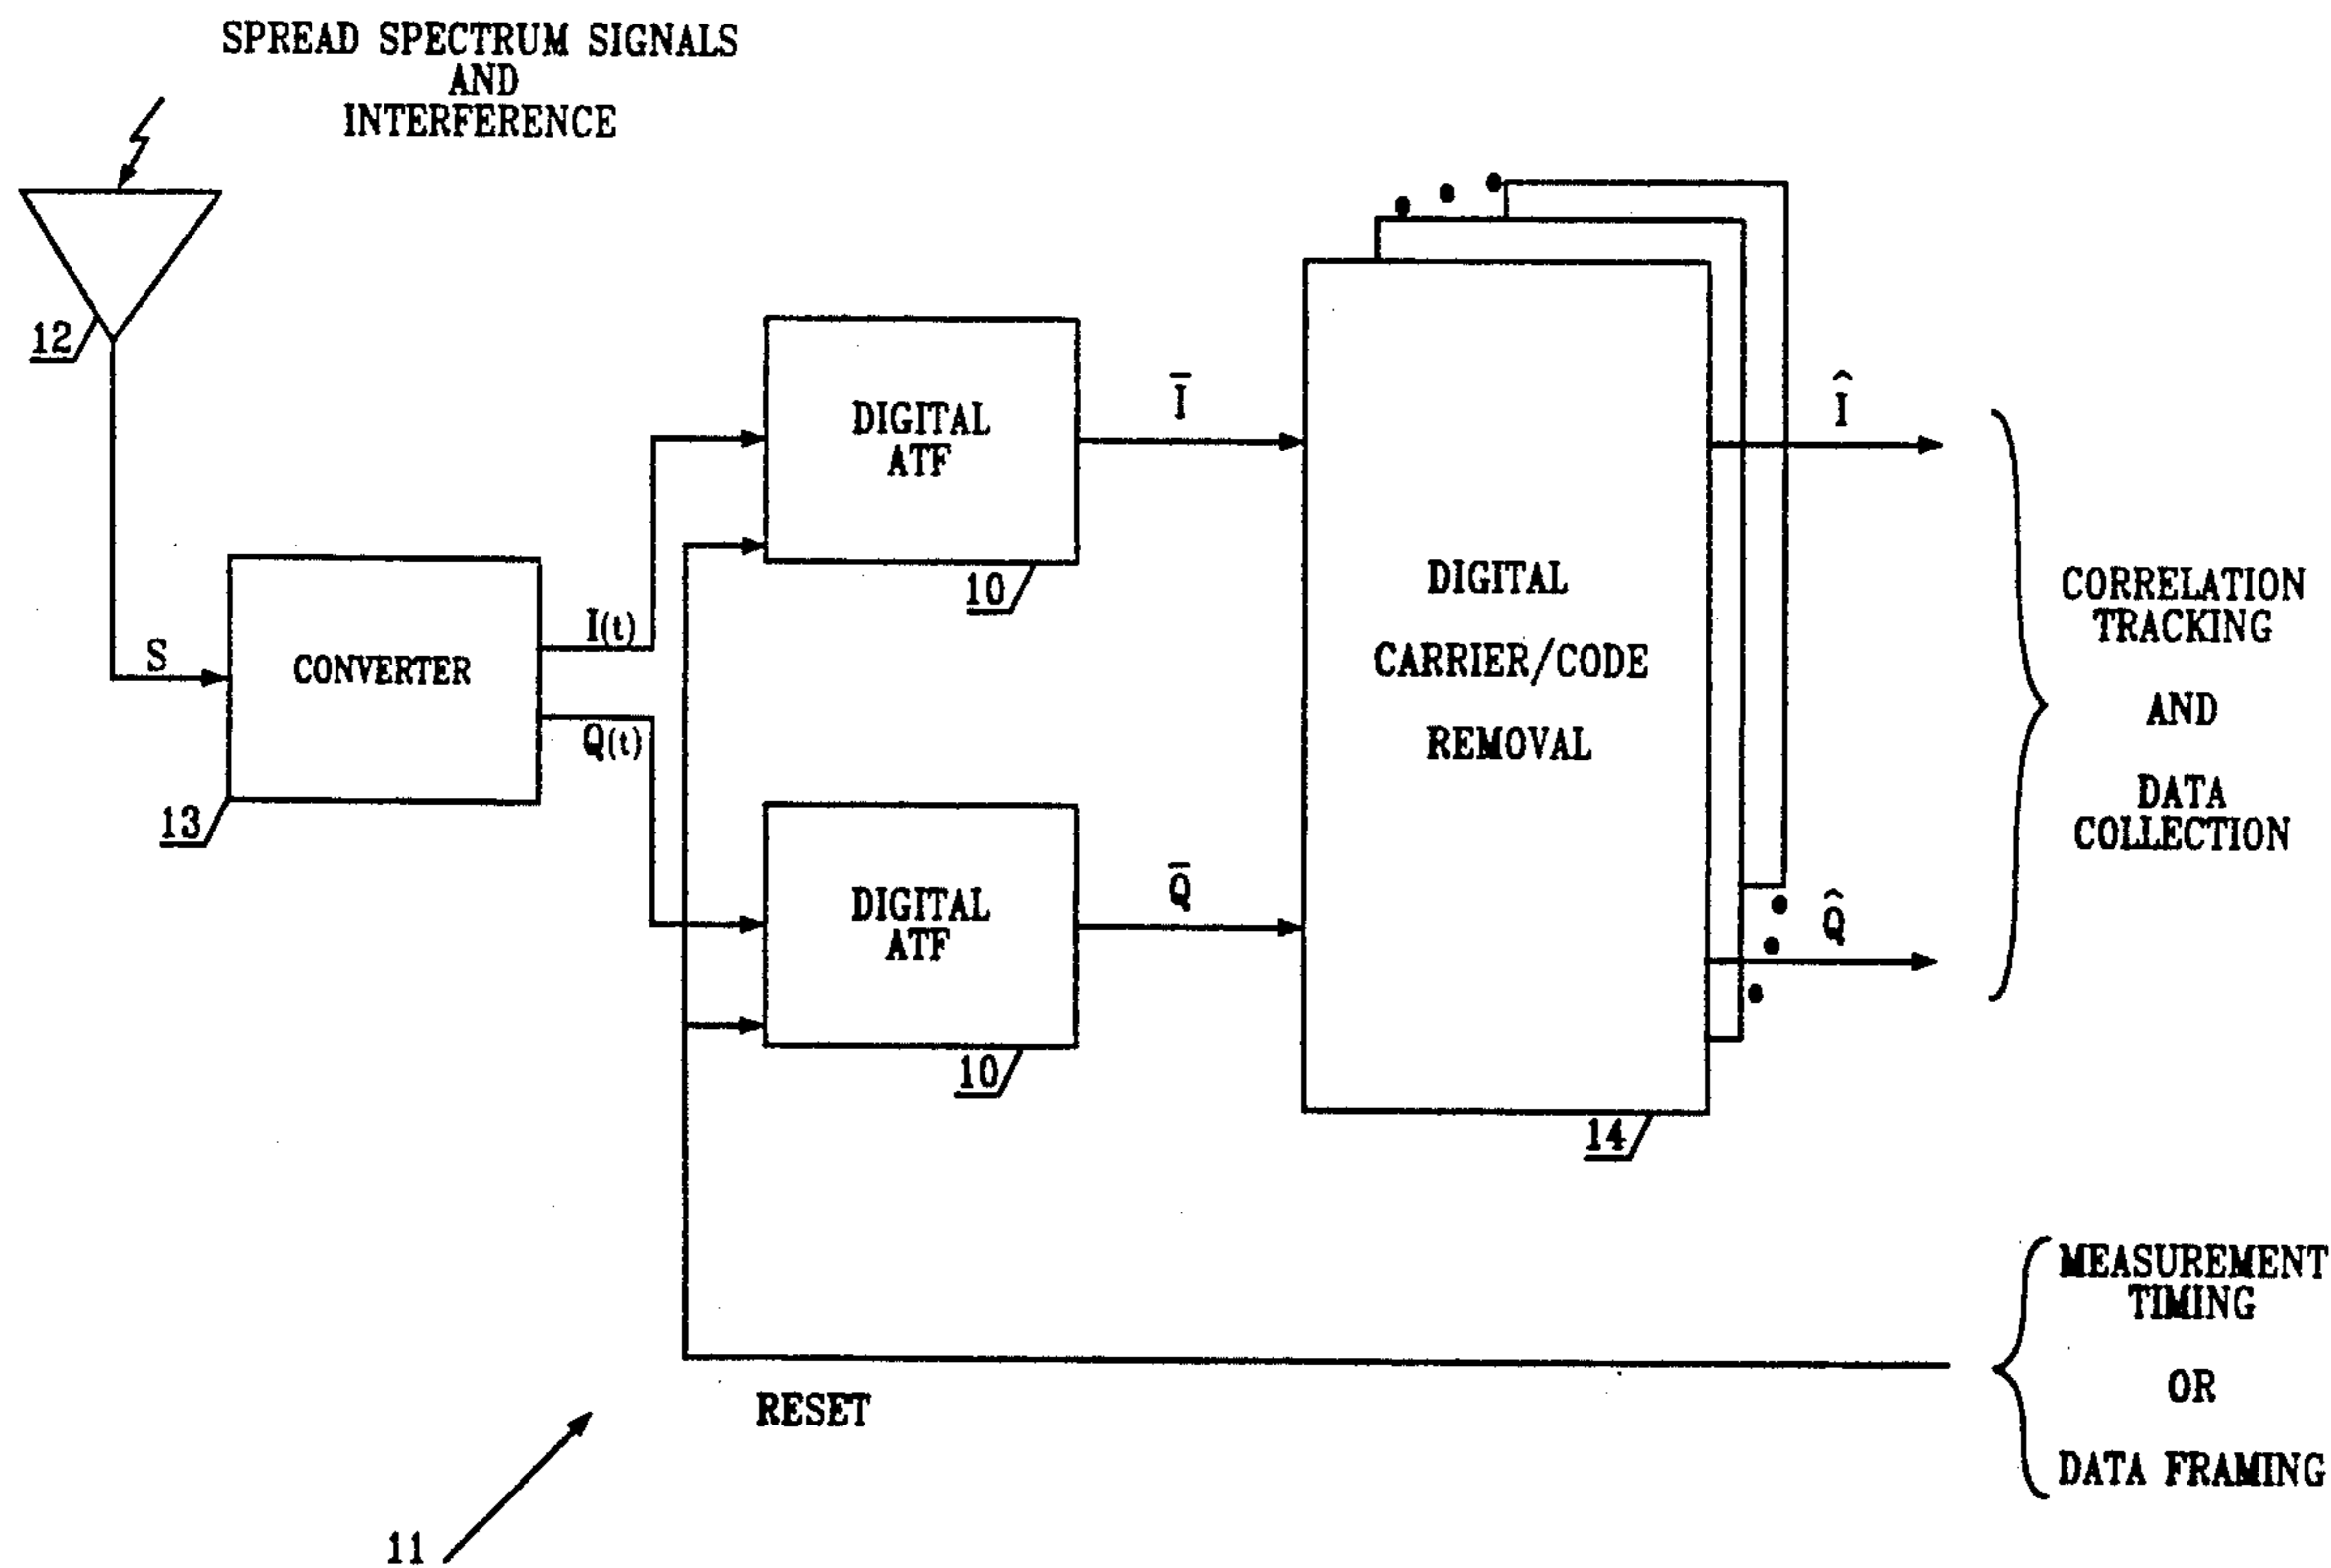 SPREAD SPECTRUM SIGNALS
AND
INTERFERENCE
12
S
CONVERTER
13
I(t)
Q(t)
DIGITAL
ATF
10
DIGITAL
ATF
10
I̅
Q̅
DIGITAL
CARRIER/CODE
REMOVAL
14
Î
Q̂
CORRELATION
TRACKING
AND
DATA
COLLECTION
RESET
MEASUREMENT
TIMING
OR
DATA FRAMING
11